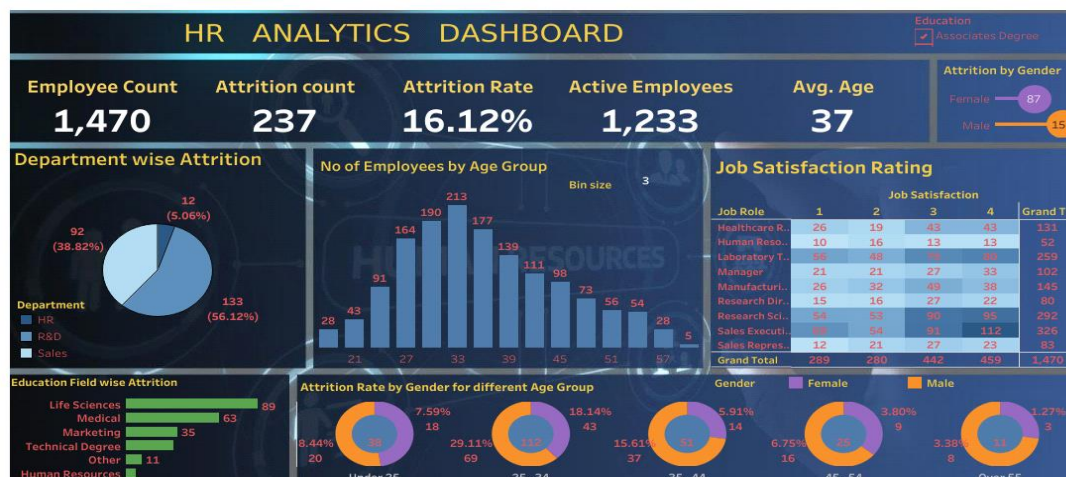 HR ANALYTICS DASHBOARD
Education
Associates Degree
Employee Count
1,470
Attrition count
237
Attrition Rate
16.12%
Active Employees
1,233
Avg. Age
37
Attrition by Gender
Female 87
Male 15
Department wise Attrition
12
(5.06%)
92
(38.82%)
133
(56.12%)
Department
HR
R&D
Sales
No of Employees by Age Group
Bin size 3
28 43 91 164 190 213 177 139 111 98 73 56 54 28 5
21 27 33 39 45 51 57
HUMAN RESOURCES
Job Satisfaction Rating
Job Satisfaction
Job Role 1 2 3 4 Grand T
Healthcare R.. 26 19 43 43 131
Human Reso.. 10 16 13 13 52
Laboratory T.. 56 48 259
Manager 21 21 27 33 102
Manufacturi.. 26 32 49 38 145
Research Dir.. 15 16 27 22 80
Research Sci.. 54 53 90 95 292
Sales Executi.. 54 91 112 326
Sales Repres.. 12 21 27 23 83
Grand Total 289 280 442 459 1,470
Education Field wise Attrition
Life Sciences 89
Medical 63
Marketing 35
Technical Degree
Other 11
Human Resources
Attrition Rate by Gender for different Age Group
Gender Female Male
7.59%
18
38
8.44%
20
18.14%
43
112
29.11%
69
5.91%
14
51
15.61%
37
3.80%
9
25
6.75%
16
1.27%
3
11
3.38%
8